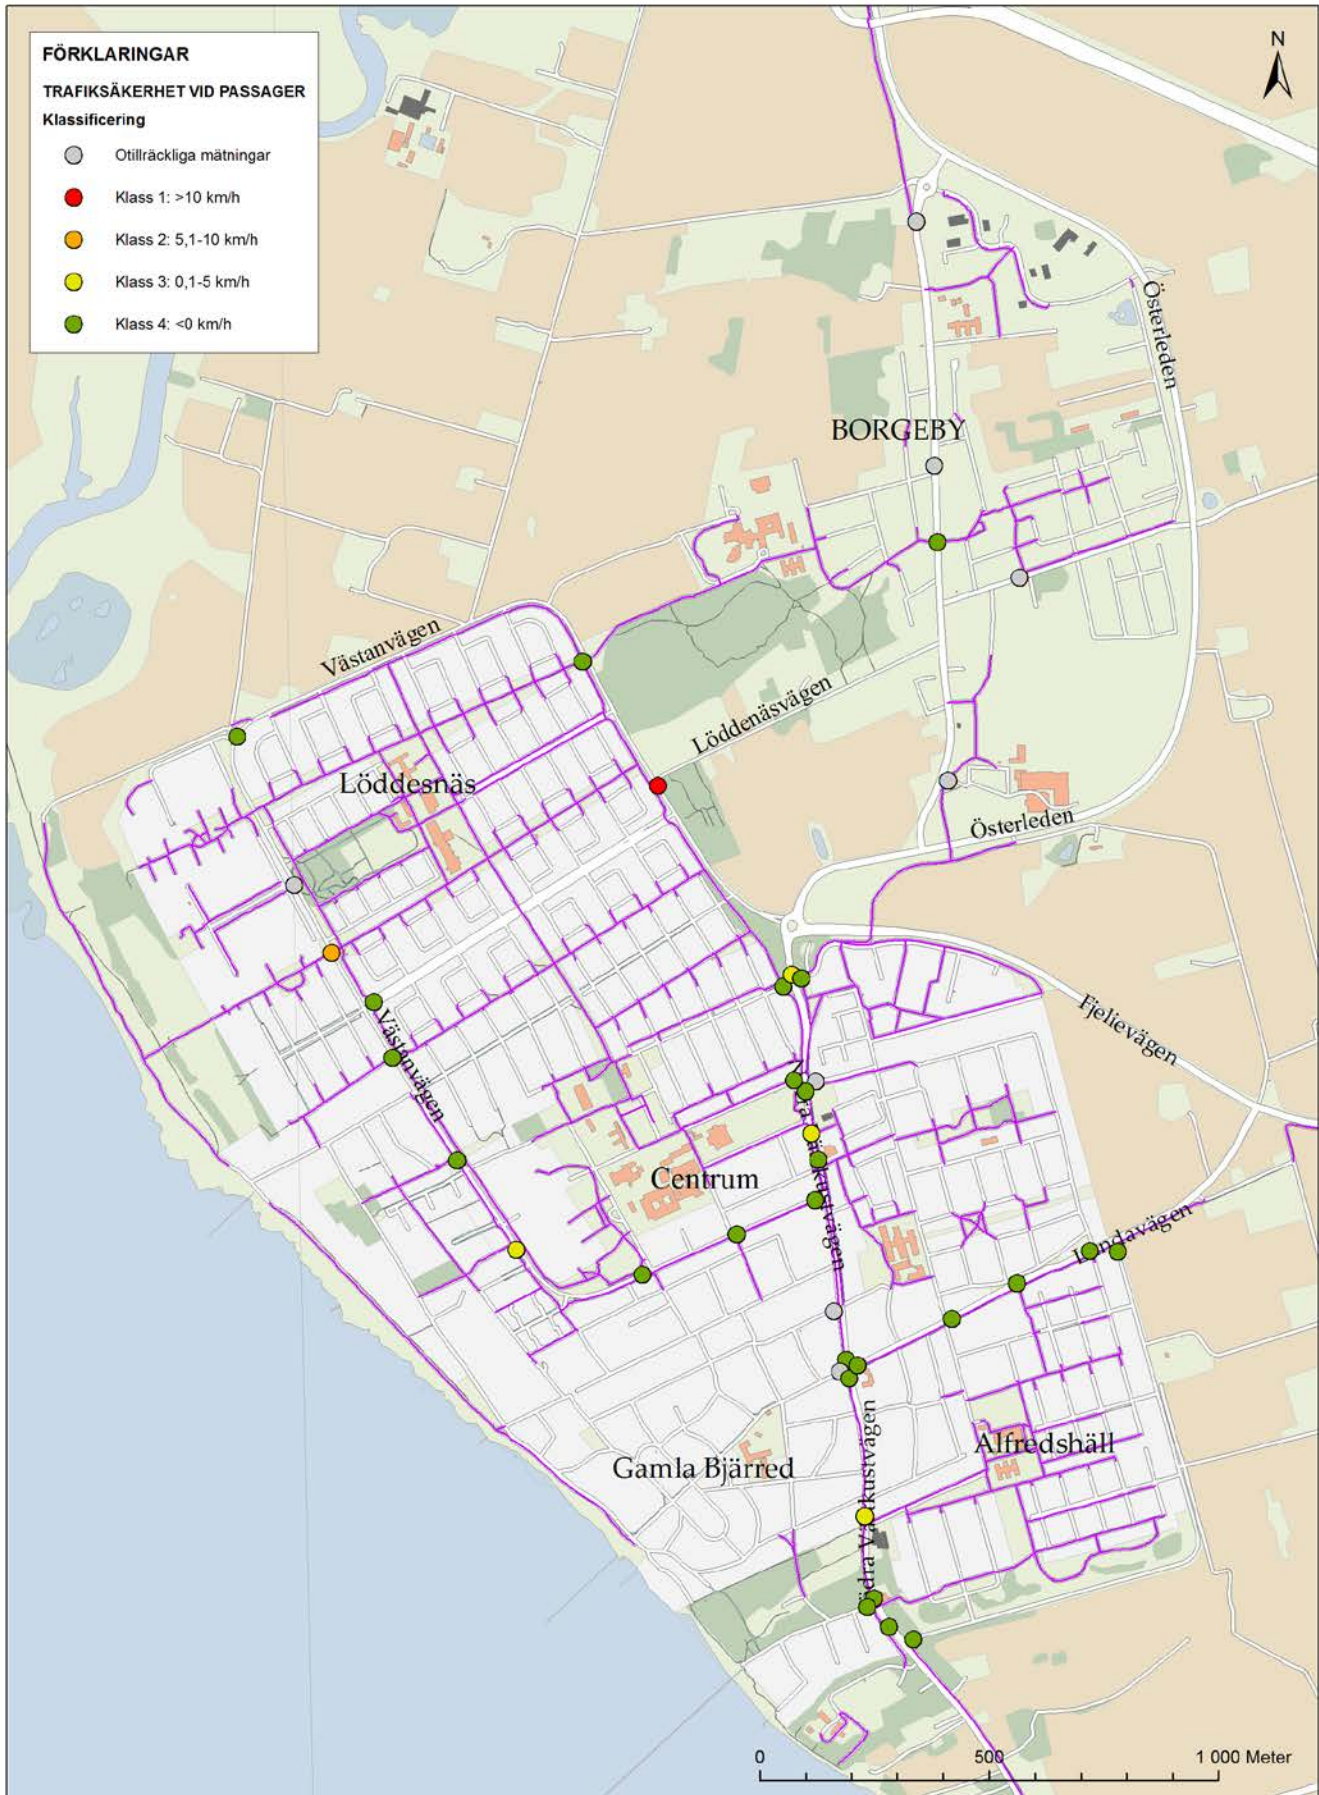 FÖRKLARINGAR
TRAFIKSÄKERHET VID PASSAGER
Klassificering
Otillräckliga mätningar
Klass 1: >10 km/h
Klass 2: 5,1-10 km/h
Klass 3: 0,1-5 km/h
Klass 4: <0 km/h
N
Österleden
BORGEBY
Västanvägen
Löddenäsvägen
Löddesnäs
Österleden
Fjelievägen
Västanvägen
Centrum
Alfredshäll
Gamla Bjärred
0 500 1 000 Meter